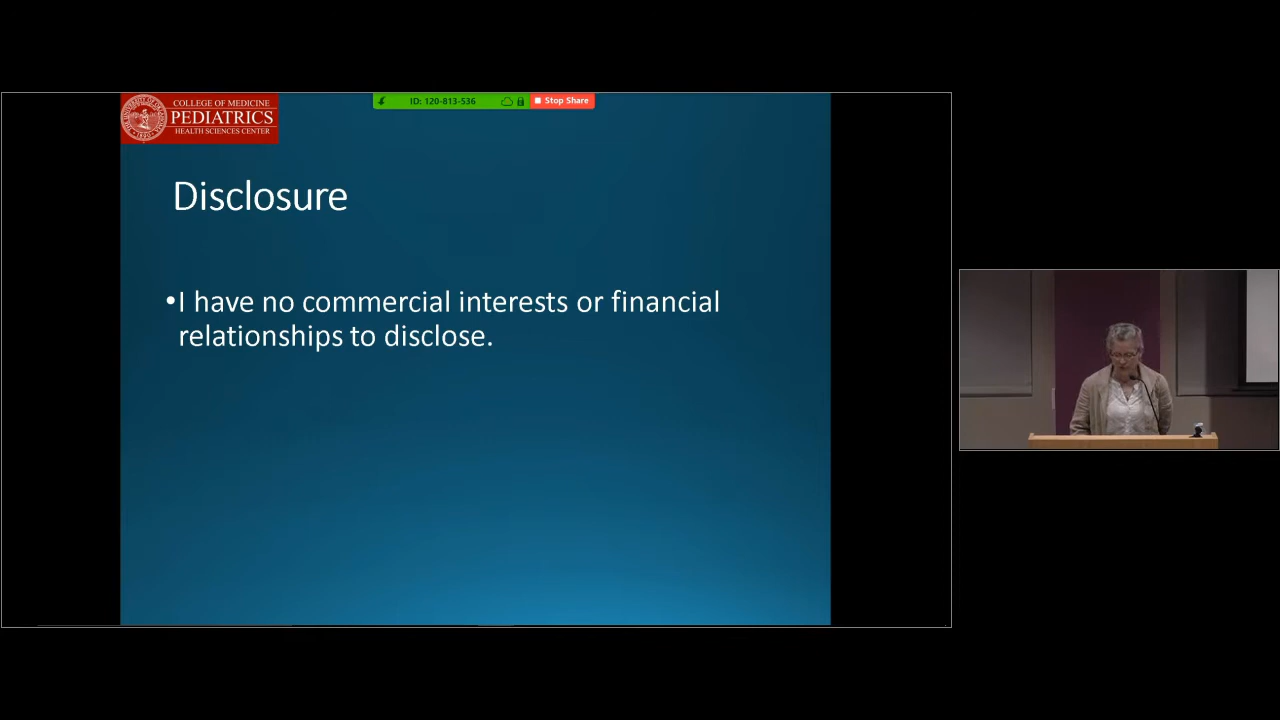 COLLEGE OF MEDICINE
PEDIATRICS
HEALTH SCIENCES CENTER
ID: 120-813-536
Stop Share
Disclosure
•I have no commercial interests or financial
relationships to disclose.